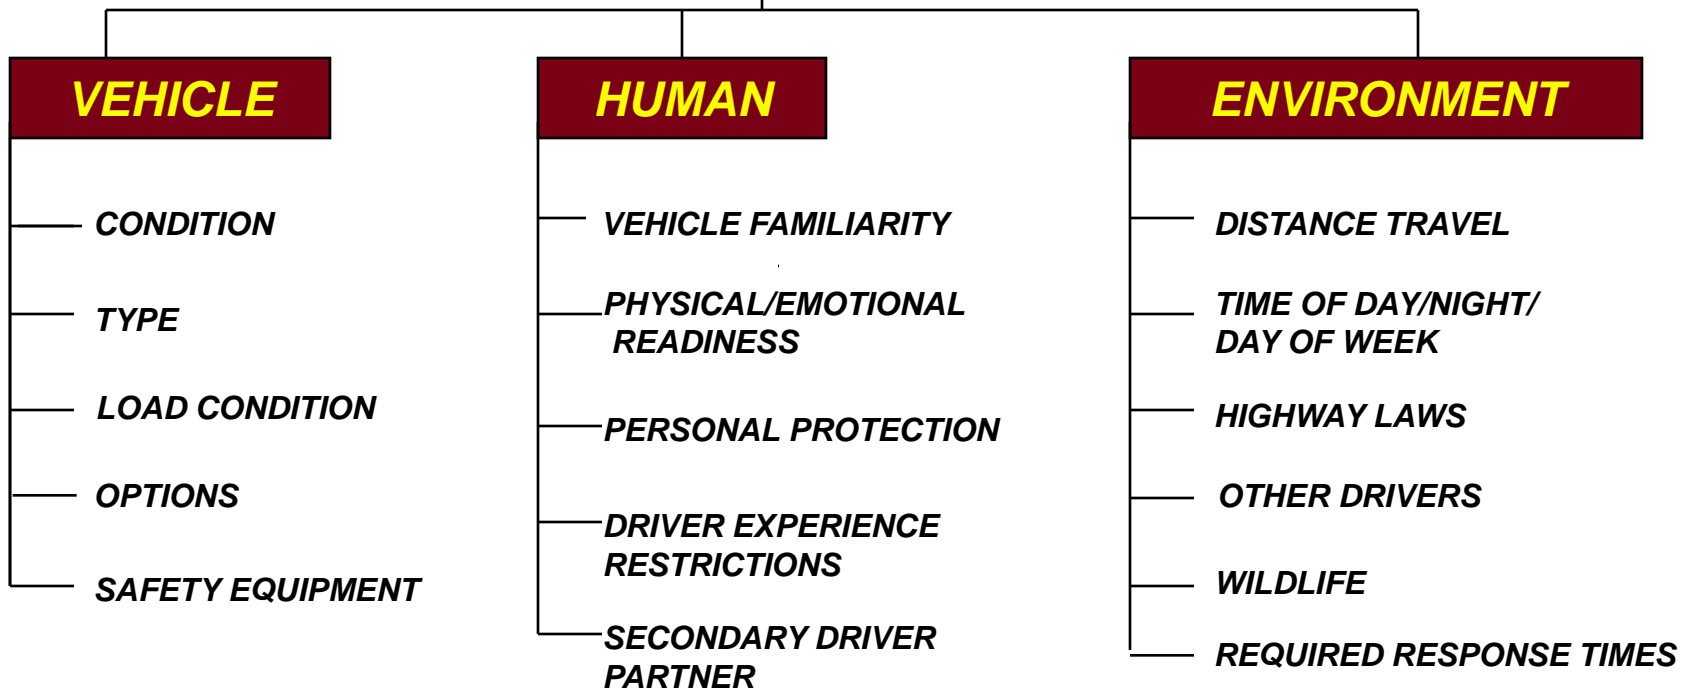 VEHICLE
CONDITION
TYPE
LOAD CONDITION
OPTIONS
SAFETY EQUIPMENT
HUMAN
VEHICLE FAMILIARITY
PHYSICAL/EMOTIONAL
READINESS
PERSONAL PROTECTION
DRIVER EXPERIENCE
RESTRICTIONS
SECONDARY DRIVER
PARTNER
ENVIRONMENT
DISTANCE TRAVEL
TIME OF DAY/NIGHT/
DAY OF WEEK
HIGHWAY LAWS
OTHER DRIVERS
WILDLIFE
REQUIRED RESPONSE TIMES